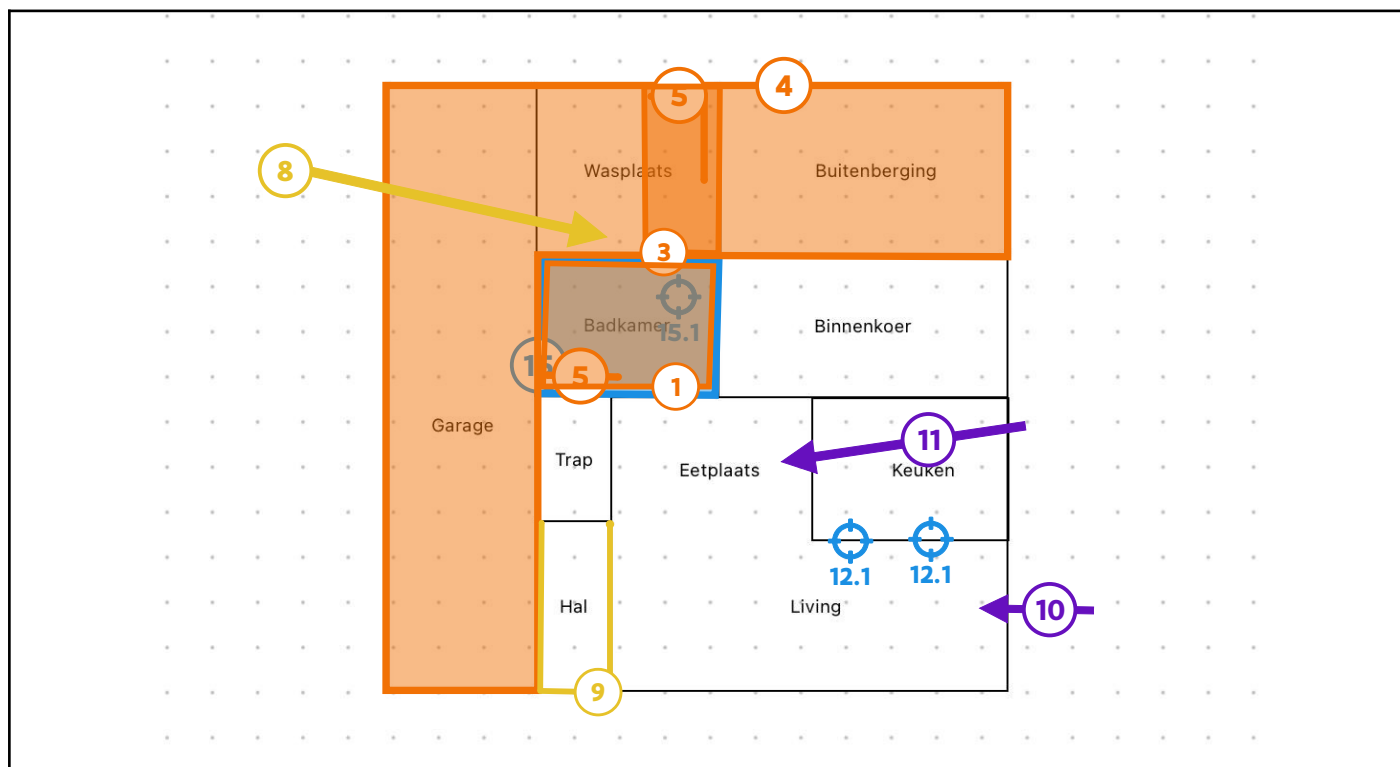 5
4
8
Wasplaats
Buitenberging
3
15.1
Badkamer
Binnenkoer
15
5
1
Garage
Trap
Eetplaats
11
Keuken
12.1
12.1
Hal
Living
10
9